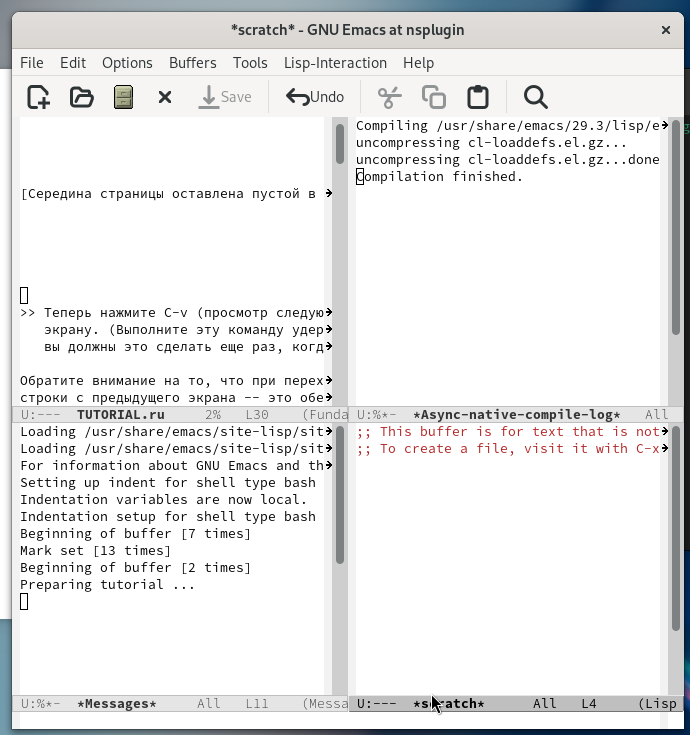 *scratch* - GNU Emacs at nsplugin
File Edit Options Buffers Tools Lisp-Interaction Help
Save Undo
[Середина страницы оставлена пустой в
>> Теперь нажмите C-v (просмотр следую
экрану. (Выполните эту команду удер
вы должны это сделать еще раз, когд
Обратите внимание на то, что при перех
строки с предыдущего экрана -- это обе
U:--- TUTORIAL.ru 2% L30 (Funda
Compiling /usr/share/emacs/29.3/lisp/e
uncompressing cl-loaddefs.el.gz...
uncompressing cl-loaddefs.el.gz...done
Compilation finished.
U:%*- *Async-native-compile-log* All
Loading /usr/share/emacs/site-lisp/sit
Loading /usr/share/emacs/site-lisp/sit
For information about GNU Emacs and th
Setting up indent for shell type bash
Indentation variables are now local.
Indentation setup for shell type bash
Beginning of buffer [7 times]
Mark set [13 times]
Beginning of buffer [2 times]
Preparing tutorial ...
U:%*- *Messages* All L11 (Messa
;; This buffer is for text that is not
;; To create a file, visit it with C-x
U:--- *scratch* All L4 (Lisp